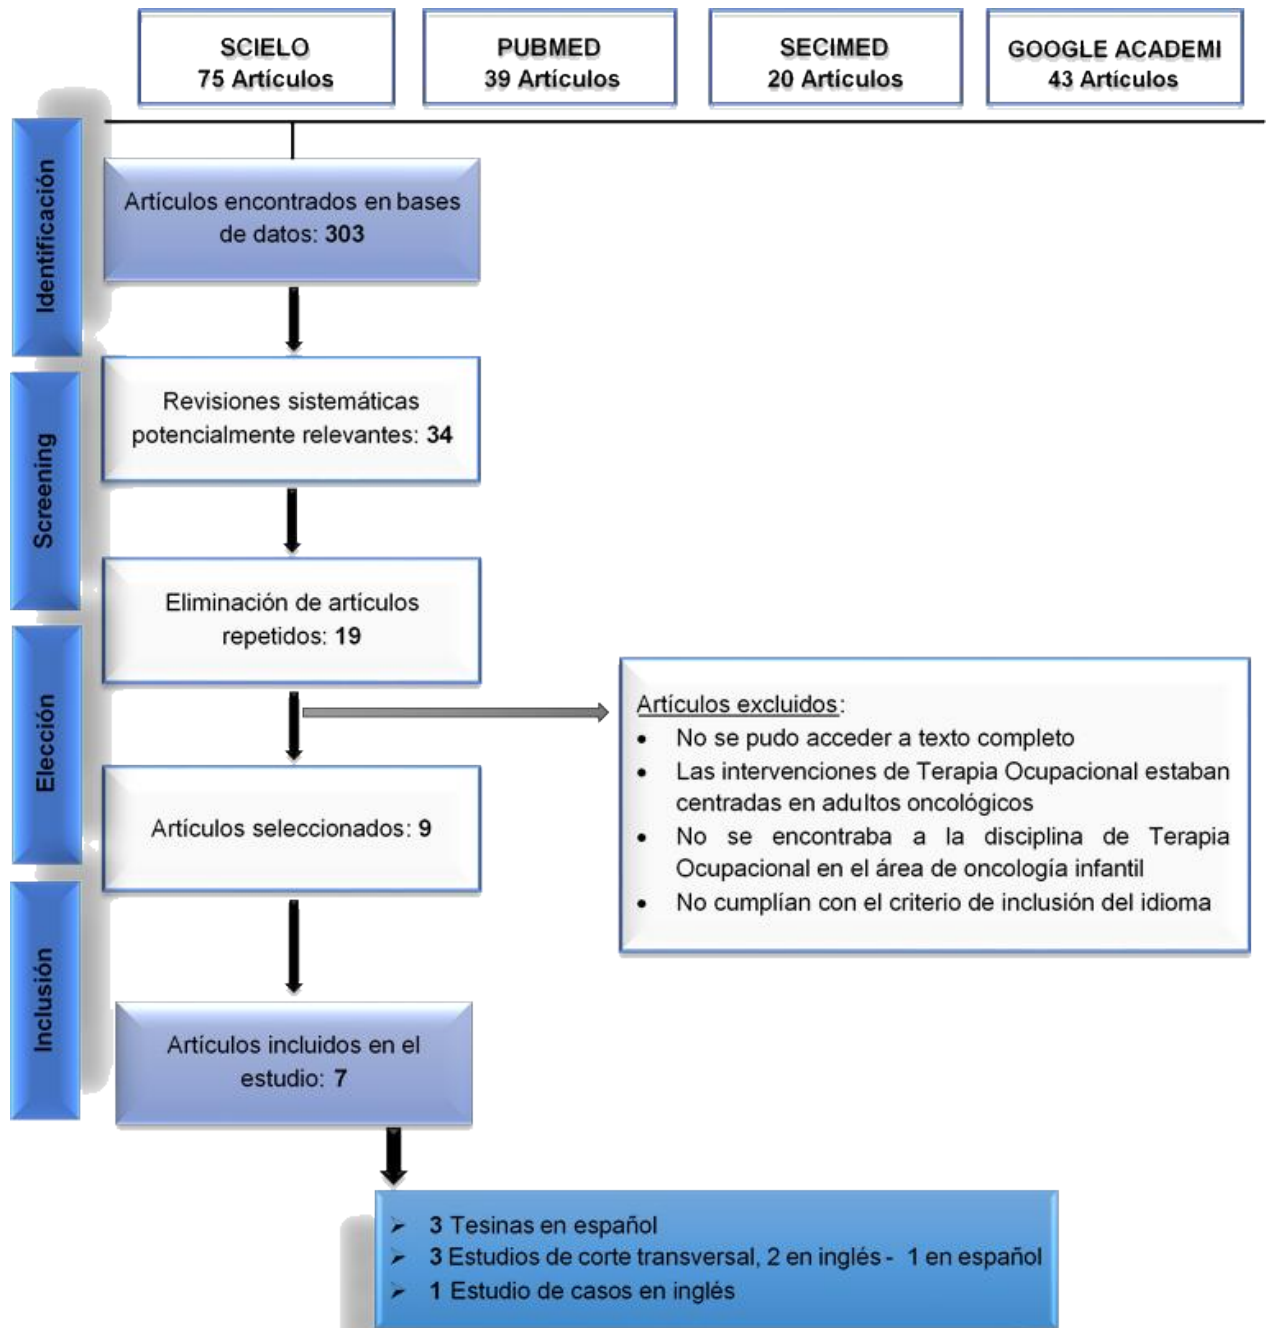 SCIELO
75 Artículos
PUBMED
39 Artículos
SECIMED
20 Artículos
GOOGLE ACADEMI
43 Artículos
Identificación
Artículos encontrados en bases
de datos: 303
Screening
Revisiones sistemáticas
potencialmente relevantes: 34
Eliminación de artículos
repetidos: 19
Elección
Artículos excluidos:
• No se pudo acceder a texto completo
• Las intervenciones de Terapia Ocupacional estaban
centradas en adultos oncológicos
• No se encontraba a la disciplina de Terapia
Ocupacional en el área de oncología infantil
• No cumplían con el criterio de inclusión del idioma
Artículos seleccionados: 9
Inclusión
Artículos incluidos en el
estudio: 7
➢ 3 Tesinas en español
➢ 3 Estudios de corte transversal, 2 en inglés - 1 en español
➢ 1 Estudio de casos en inglés